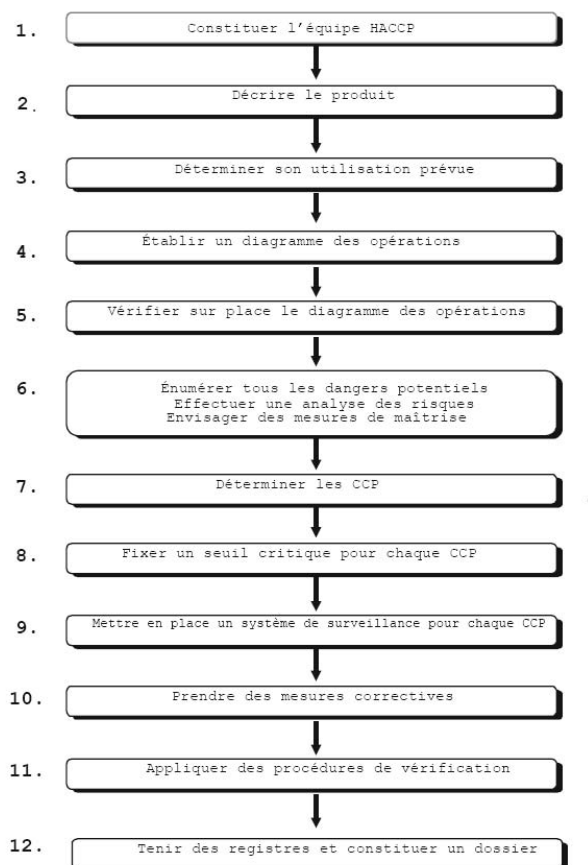 1. Constituer l'équipe HACCP
2. Décrire le produit
3. Déterminer son utilisation prévue
4. Établir un diagramme des opérations
5. Vérifier sur place le diagramme des opérations
6. Énumérer tous les dangers potentiels
Effectuer une analyse des risques
Envisager des mesures de maîtrise
7. Déterminer les CCP
8. Fixer un seuil critique pour chaque CCP
9. Mettre en place un système de surveillance pour chaque CCP
10. Prendre des mesures correctives
11. Appliquer des procédures de vérification
12. Tenir des registres et constituer un dossier